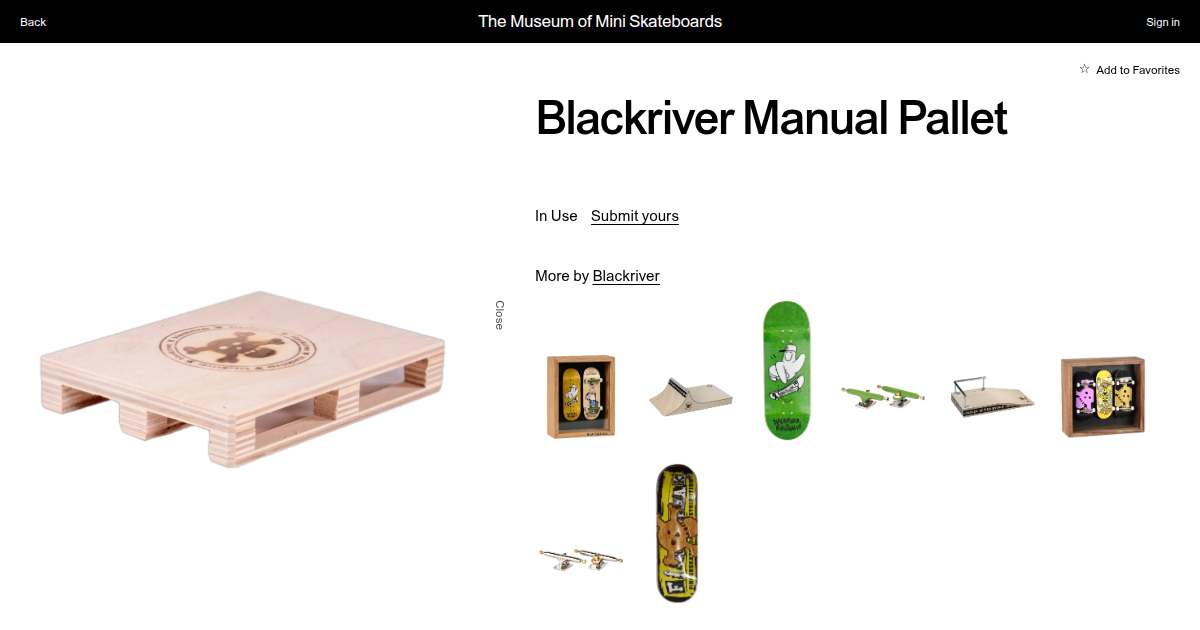 Back
The Museum of Mini Skateboards
Sign in
☆ Add to Favorites
Blackriver Manual Pallet
In Use Submit yours
More by Blackriver
Close